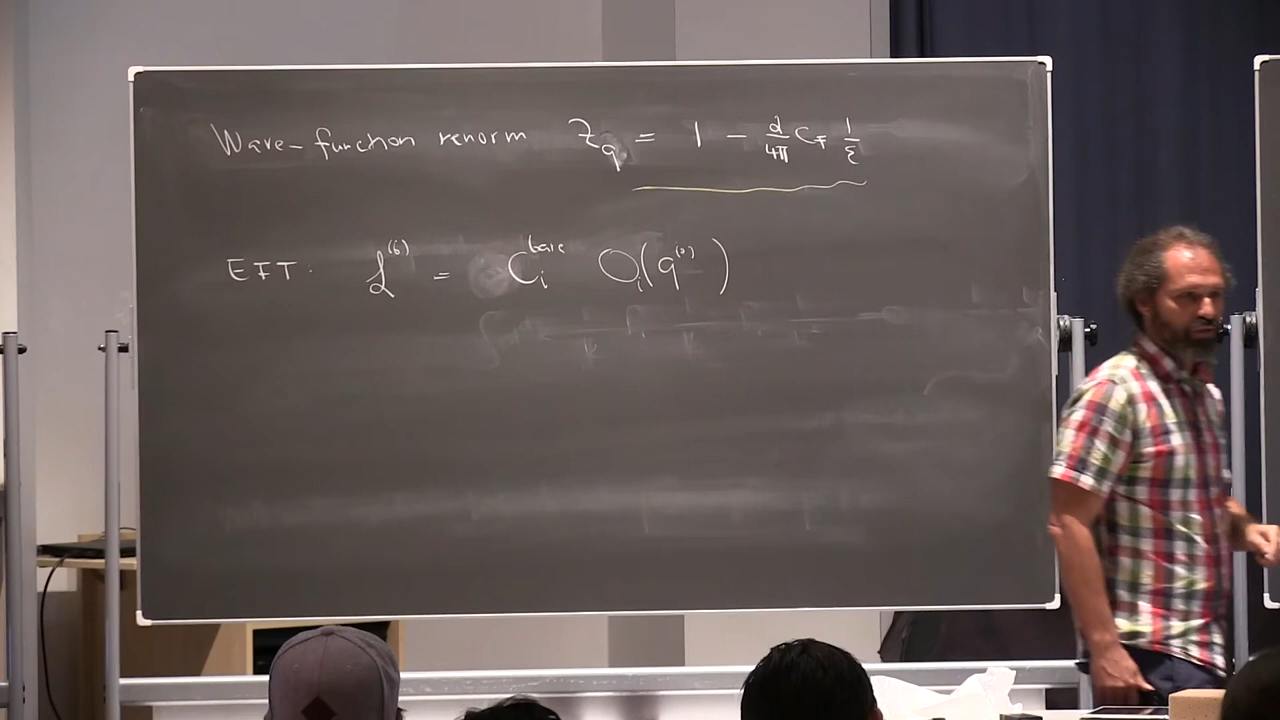 Wave-function renorm Z_q = 1 - α/4π C_F 1/ε
EFT: L^(6) = C_i^bare O_i(q^(0))